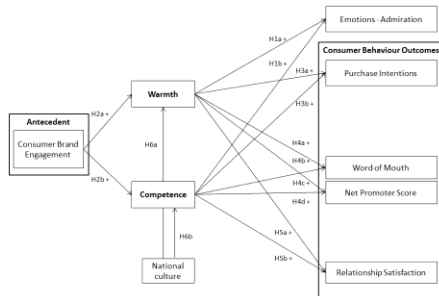 Emotions - Admiration
H1a +
Consumer Behaviour Outcomes
H1b +
H3a +
Purchase Intentions
H3b +
Warmth
Antecedent
H2a +
Consumer Brand
Engagement
H6a
H4a +
H4b +
Word of Mouth
H2b +
Competence
H4c +
Net Promoter Score
H4d +
H6b
H5a +
H5b +
National
culture
Relationship Satisfaction